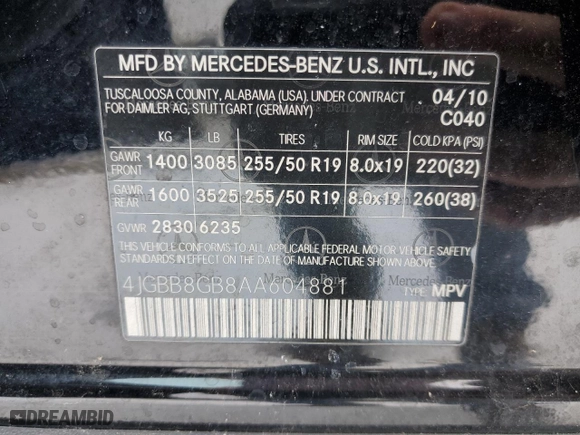 MFD BY MERCEDES-BENZ U.S. INTL., INC
TUSCALOOSA COUNTY, ALABAMA (USA), UNDER CONTRACT 04/10
FOR DAIMLER AG, STUTTGART (GERMANY) C040
KG LB TIRES RIM SIZE COLD KPA (PSI)
GAWR FRONT 1400 3085 255/50 R19 8.0x19 220(32)
GAWR REAR 1600 3525 255/50 R19 8.0x19 260(38)
GVWR 2830 6235
THIS VEHICLE CONFORMS TO ALL APPLICABLE FEDERAL MOTOR VEHICLE SAFETY
STANDARDS IN EFFECT ON THE DATE OF MANUFACTURE SHOWN ABOVE.
4JGBB8GB8AA604881 TYPE: MPV
DREAMBID